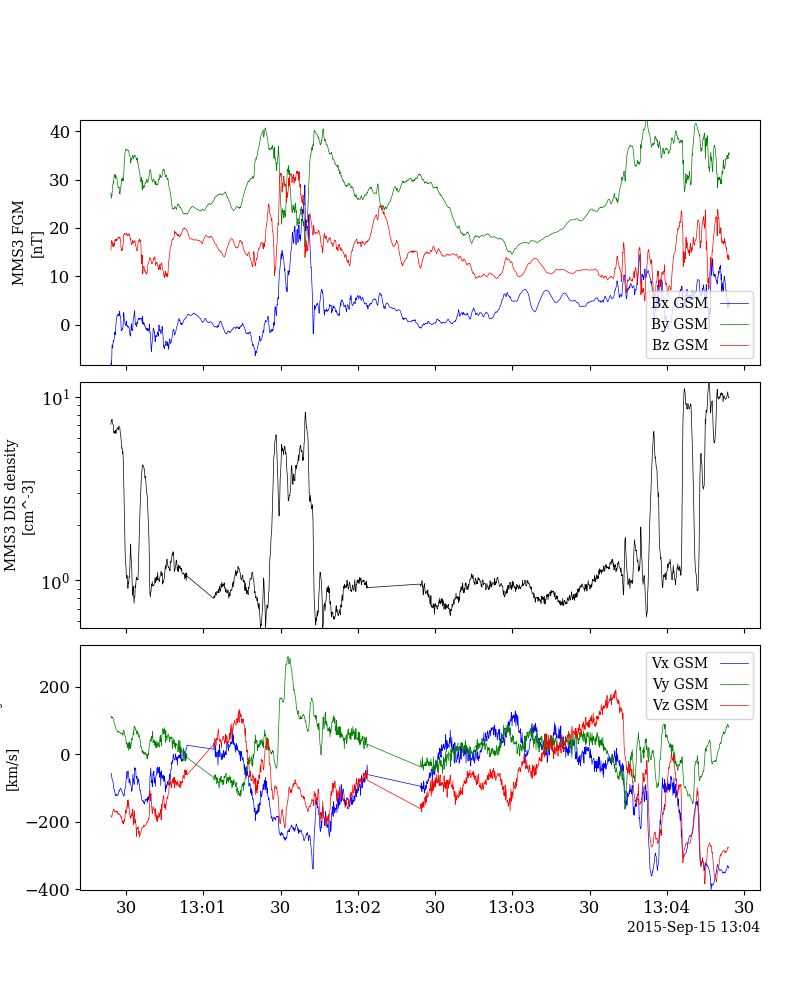 40
30
20
10
0
MMS3 FGM
[nT]
Bx GSM
By GSM
Bz GSM
10^1
10^0
MMS3 DIS density
[cm^-3]
200
0
−200
−400
[km/s]
Vx GSM
Vy GSM
Vz GSM
30 13:01 30 13:02 30 13:03 30 13:04 30
2015-Sep-15 13:04